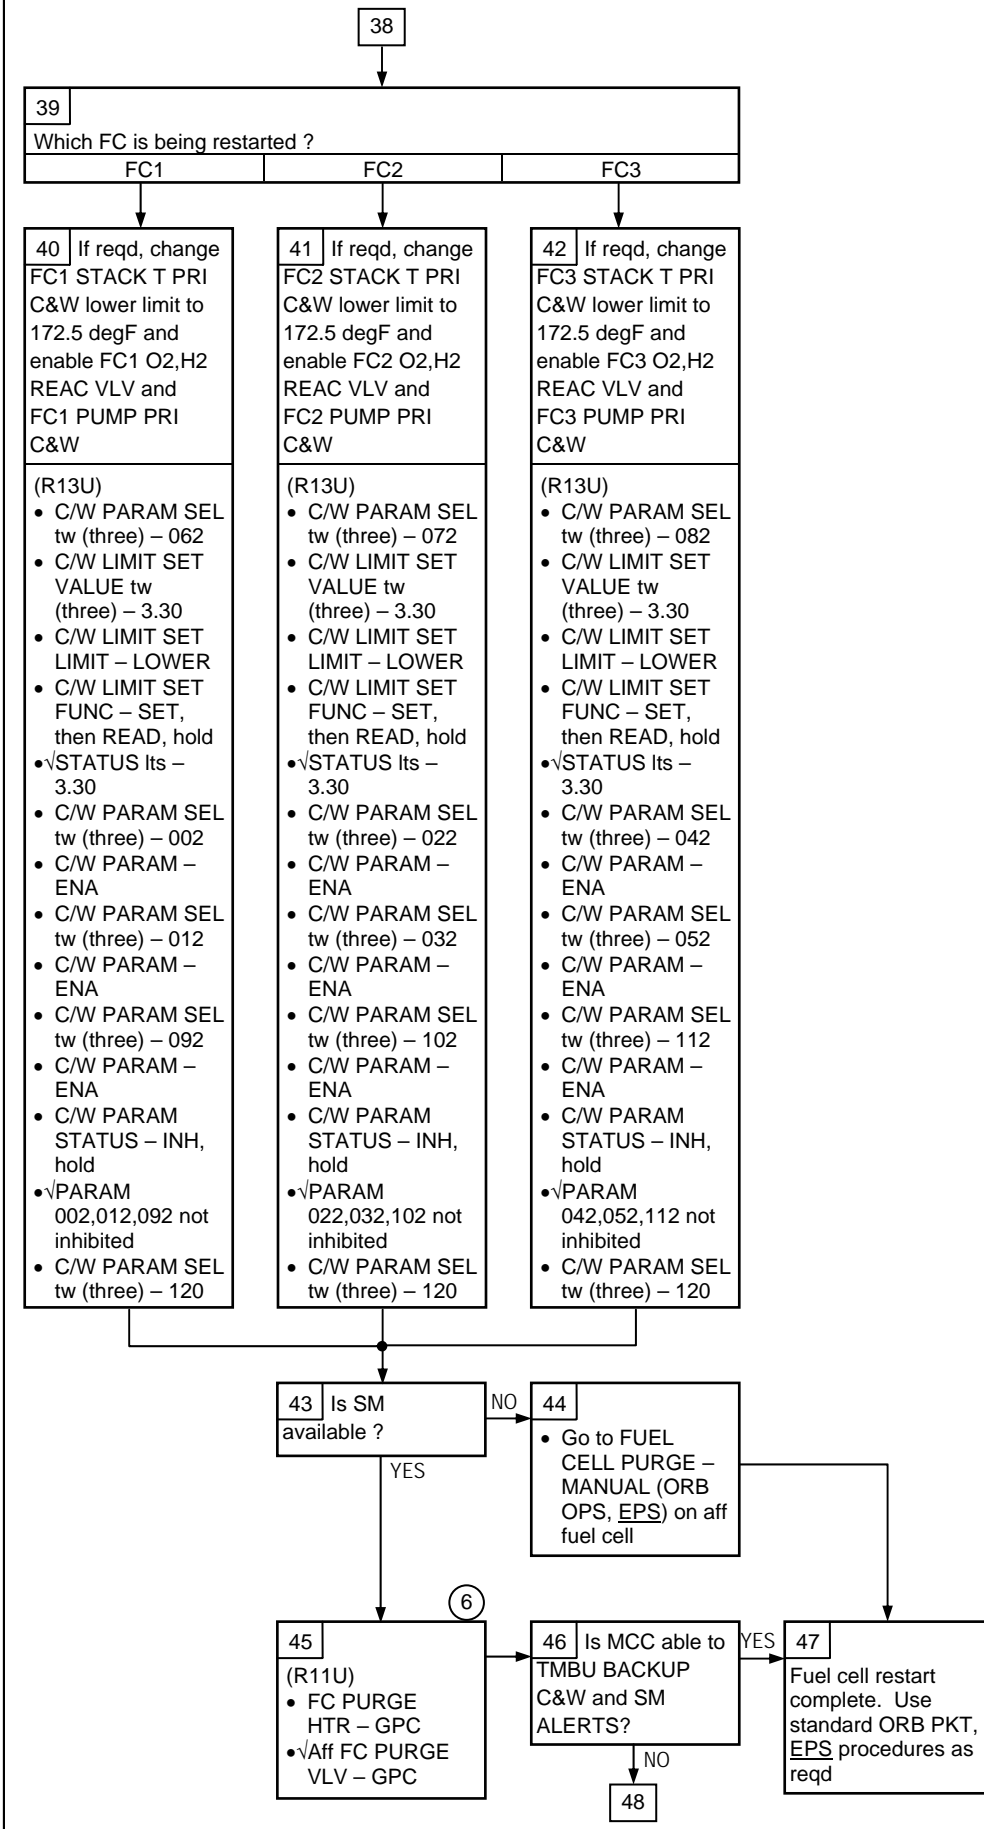 38
39
Which FC is being restarted ?
FC1
FC2
FC3
40 If reqd, change
FC1 STACK T PRI
C&W lower limit to
172.5 degF and
enable FC1 O2,H2
REAC VLV and
FC1 PUMP PRI
C&W
(R13U)
• C/W PARAM SEL
tw (three) – 062
• C/W LIMIT SET
VALUE tw
(three) – 3.30
• C/W LIMIT SET
LIMIT – LOWER
• C/W LIMIT SET
FUNC – SET,
then READ, hold
•√STATUS lts –
3.30
• C/W PARAM SEL
tw (three) – 002
• C/W PARAM –
ENA
• C/W PARAM SEL
tw (three) – 012
• C/W PARAM –
ENA
• C/W PARAM SEL
tw (three) – 092
• C/W PARAM –
ENA
• C/W PARAM
STATUS – INH,
hold
•√PARAM
002,012,092 not
inhibited
• C/W PARAM SEL
tw (three) – 120
41 If reqd, change
FC2 STACK T PRI
C&W lower limit to
172.5 degF and
enable FC2 O2,H2
REAC VLV and
FC2 PUMP PRI
C&W
(R13U)
• C/W PARAM SEL
tw (three) – 072
• C/W LIMIT SET
VALUE tw
(three) – 3.30
• C/W LIMIT SET
LIMIT – LOWER
• C/W LIMIT SET
FUNC – SET,
then READ, hold
•√STATUS lts –
3.30
• C/W PARAM SEL
tw (three) – 022
• C/W PARAM –
ENA
• C/W PARAM SEL
tw (three) – 032
• C/W PARAM –
ENA
• C/W PARAM SEL
tw (three) – 102
• C/W PARAM –
ENA
• C/W PARAM
STATUS – INH,
hold
•√PARAM
022,032,102 not
inhibited
• C/W PARAM SEL
tw (three) – 120
42 If reqd, change
FC3 STACK T PRI
C&W lower limit to
172.5 degF and
enable FC3 O2,H2
REAC VLV and
FC3 PUMP PRI
C&W
(R13U)
• C/W PARAM SEL
tw (three) – 082
• C/W LIMIT SET
VALUE tw
(three) – 3.30
• C/W LIMIT SET
LIMIT – LOWER
• C/W LIMIT SET
FUNC – SET,
then READ, hold
•√STATUS lts –
3.30
• C/W PARAM SEL
tw (three) – 042
• C/W PARAM –
ENA
• C/W PARAM SEL
tw (three) – 052
• C/W PARAM –
ENA
• C/W PARAM SEL
tw (three) – 112
• C/W PARAM –
ENA
• C/W PARAM
STATUS – INH,
hold
•√PARAM
042,052,112 not
inhibited
• C/W PARAM SEL
tw (three) – 120
43 Is SM
available ?
NO
YES
44
• Go to FUEL
CELL PURGE –
MANUAL (ORB
OPS, EPS) on aff
fuel cell
6
45
(R11U)
• FC PURGE
HTR – GPC
•√Aff FC PURGE
VLV – GPC
46 Is MCC able to
TMBU BACKUP
C&W and SM
ALERTS?
YES
NO
47
Fuel cell restart
complete. Use
standard ORB PKT,
EPS procedures as
reqd
48